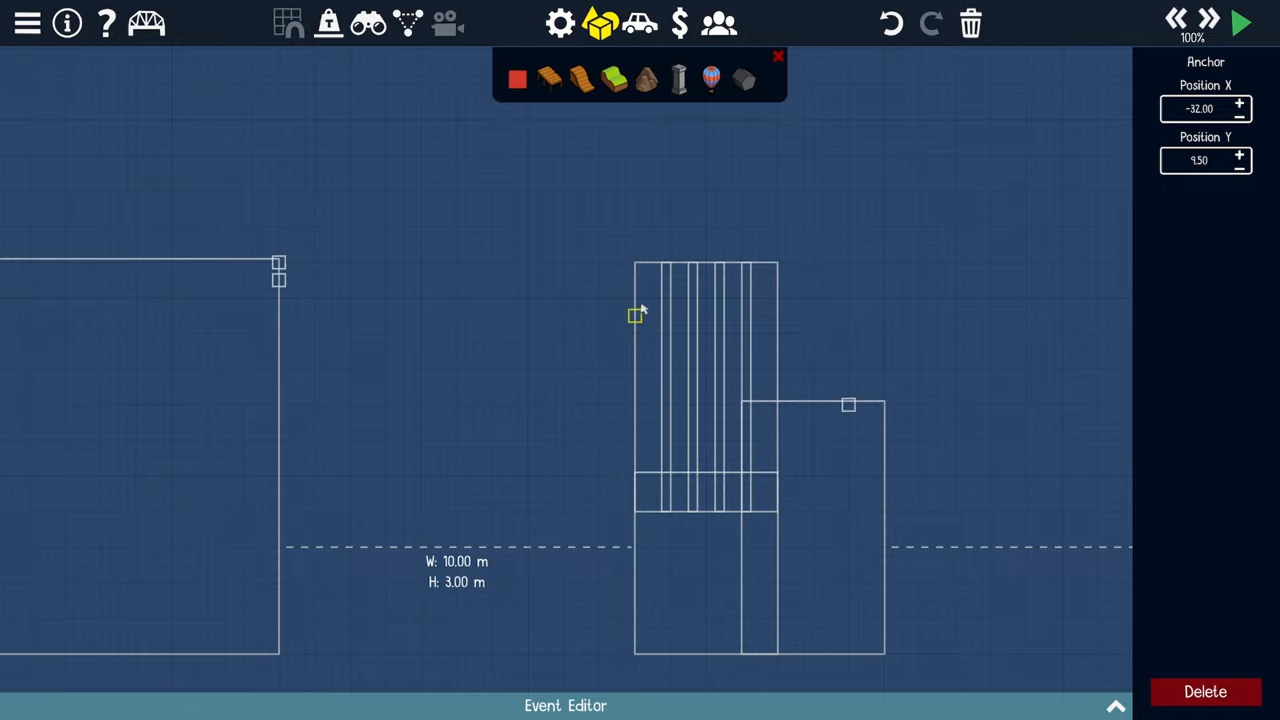 100%
Anchor
Position X
-32.00
Position Y
9.50
W: 10.00 m
H: 3.00 m
Delete
Event Editor